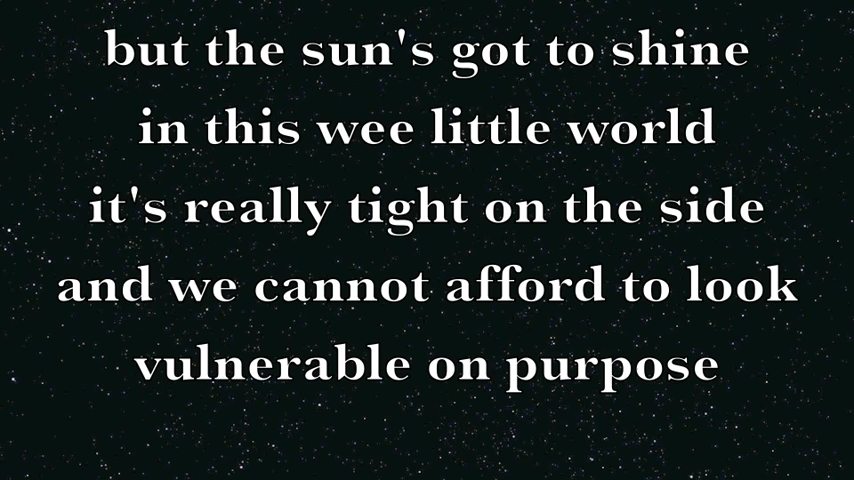 but the sun's got to shine
in this wee little world
it's really tight on the side
and we cannot afford to look
vulnerable on purpose